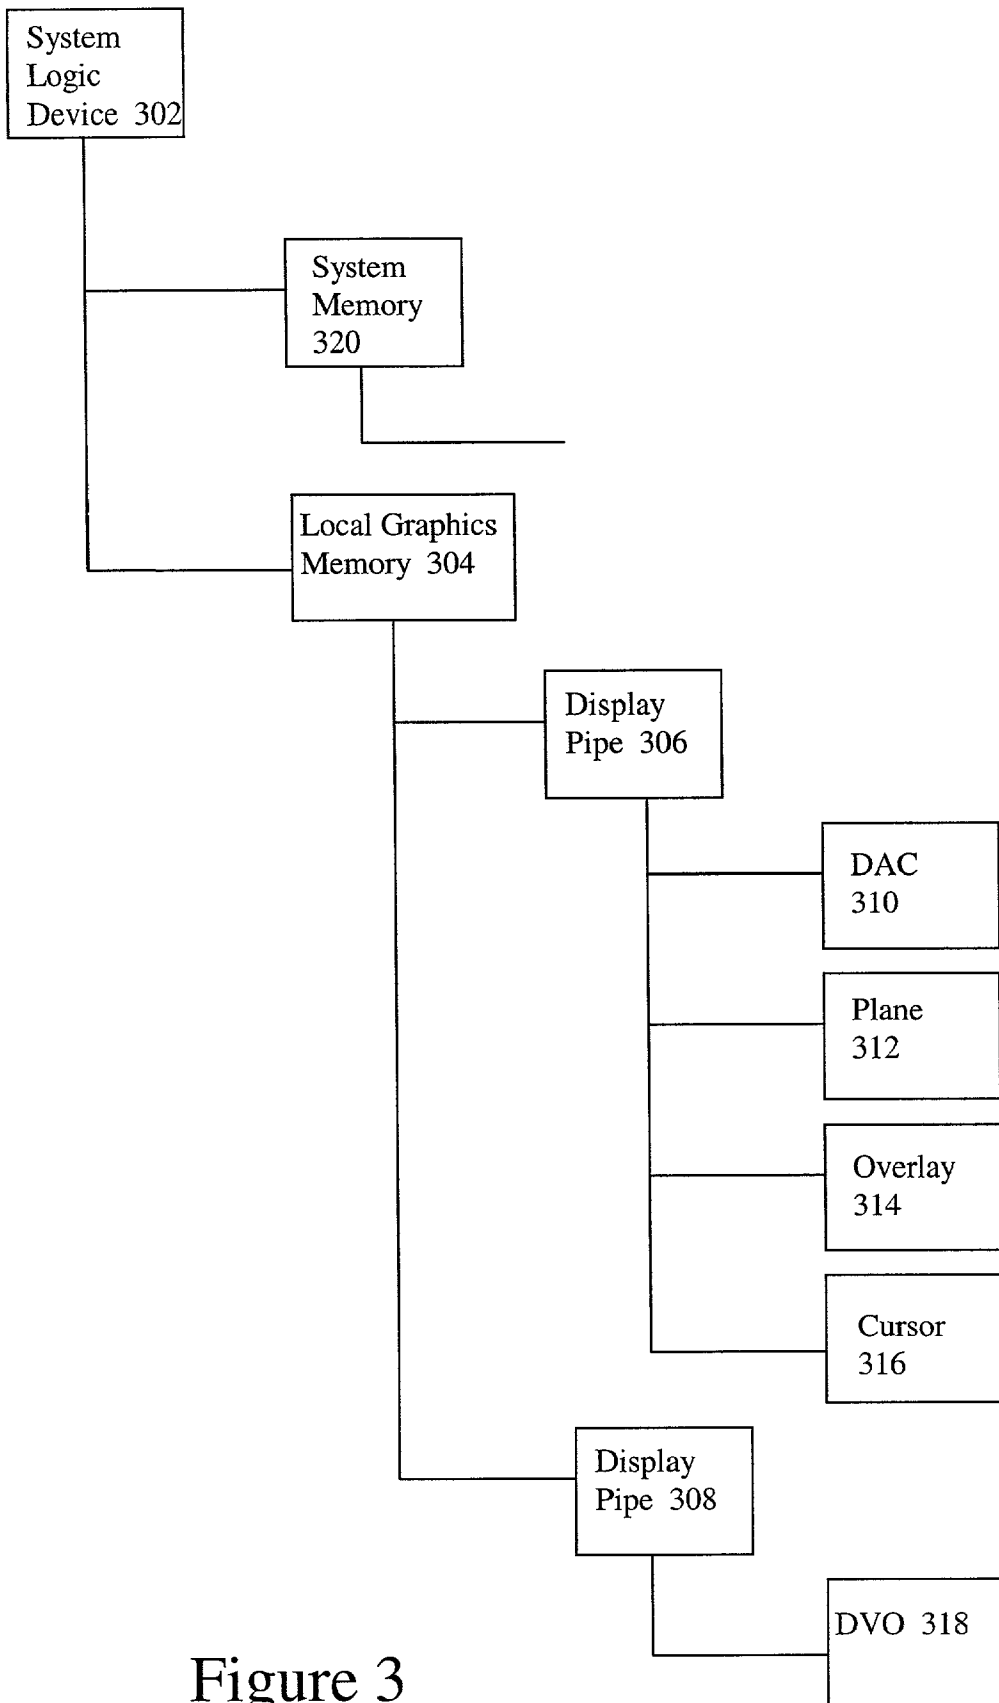 System
Logic
Device 302
System
Memory
320
Local Graphics
Memory 304
Display
Pipe 306
DAC
310
Plane
312
Overlay
314
Cursor
316
Display
Pipe 308
DVO 318
Figure 3